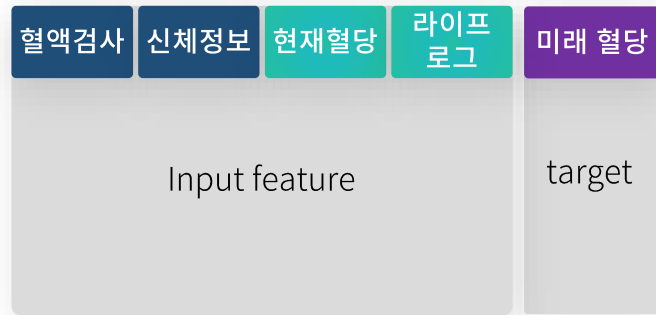 혈액검사
신체정보
현재혈당
라이프
로그
미래 혈당
Input feature
target